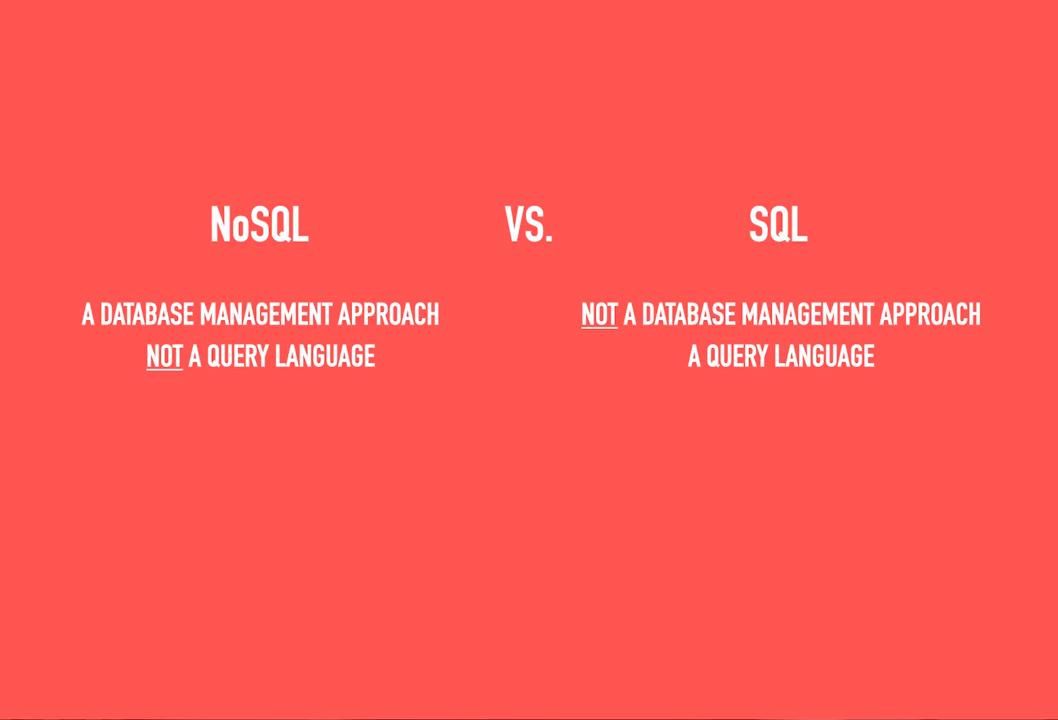 NoSQL VS. SQL
A DATABASE MANAGEMENT APPROACH
NOT A QUERY LANGUAGE
NOT A DATABASE MANAGEMENT APPROACH
A QUERY LANGUAGE